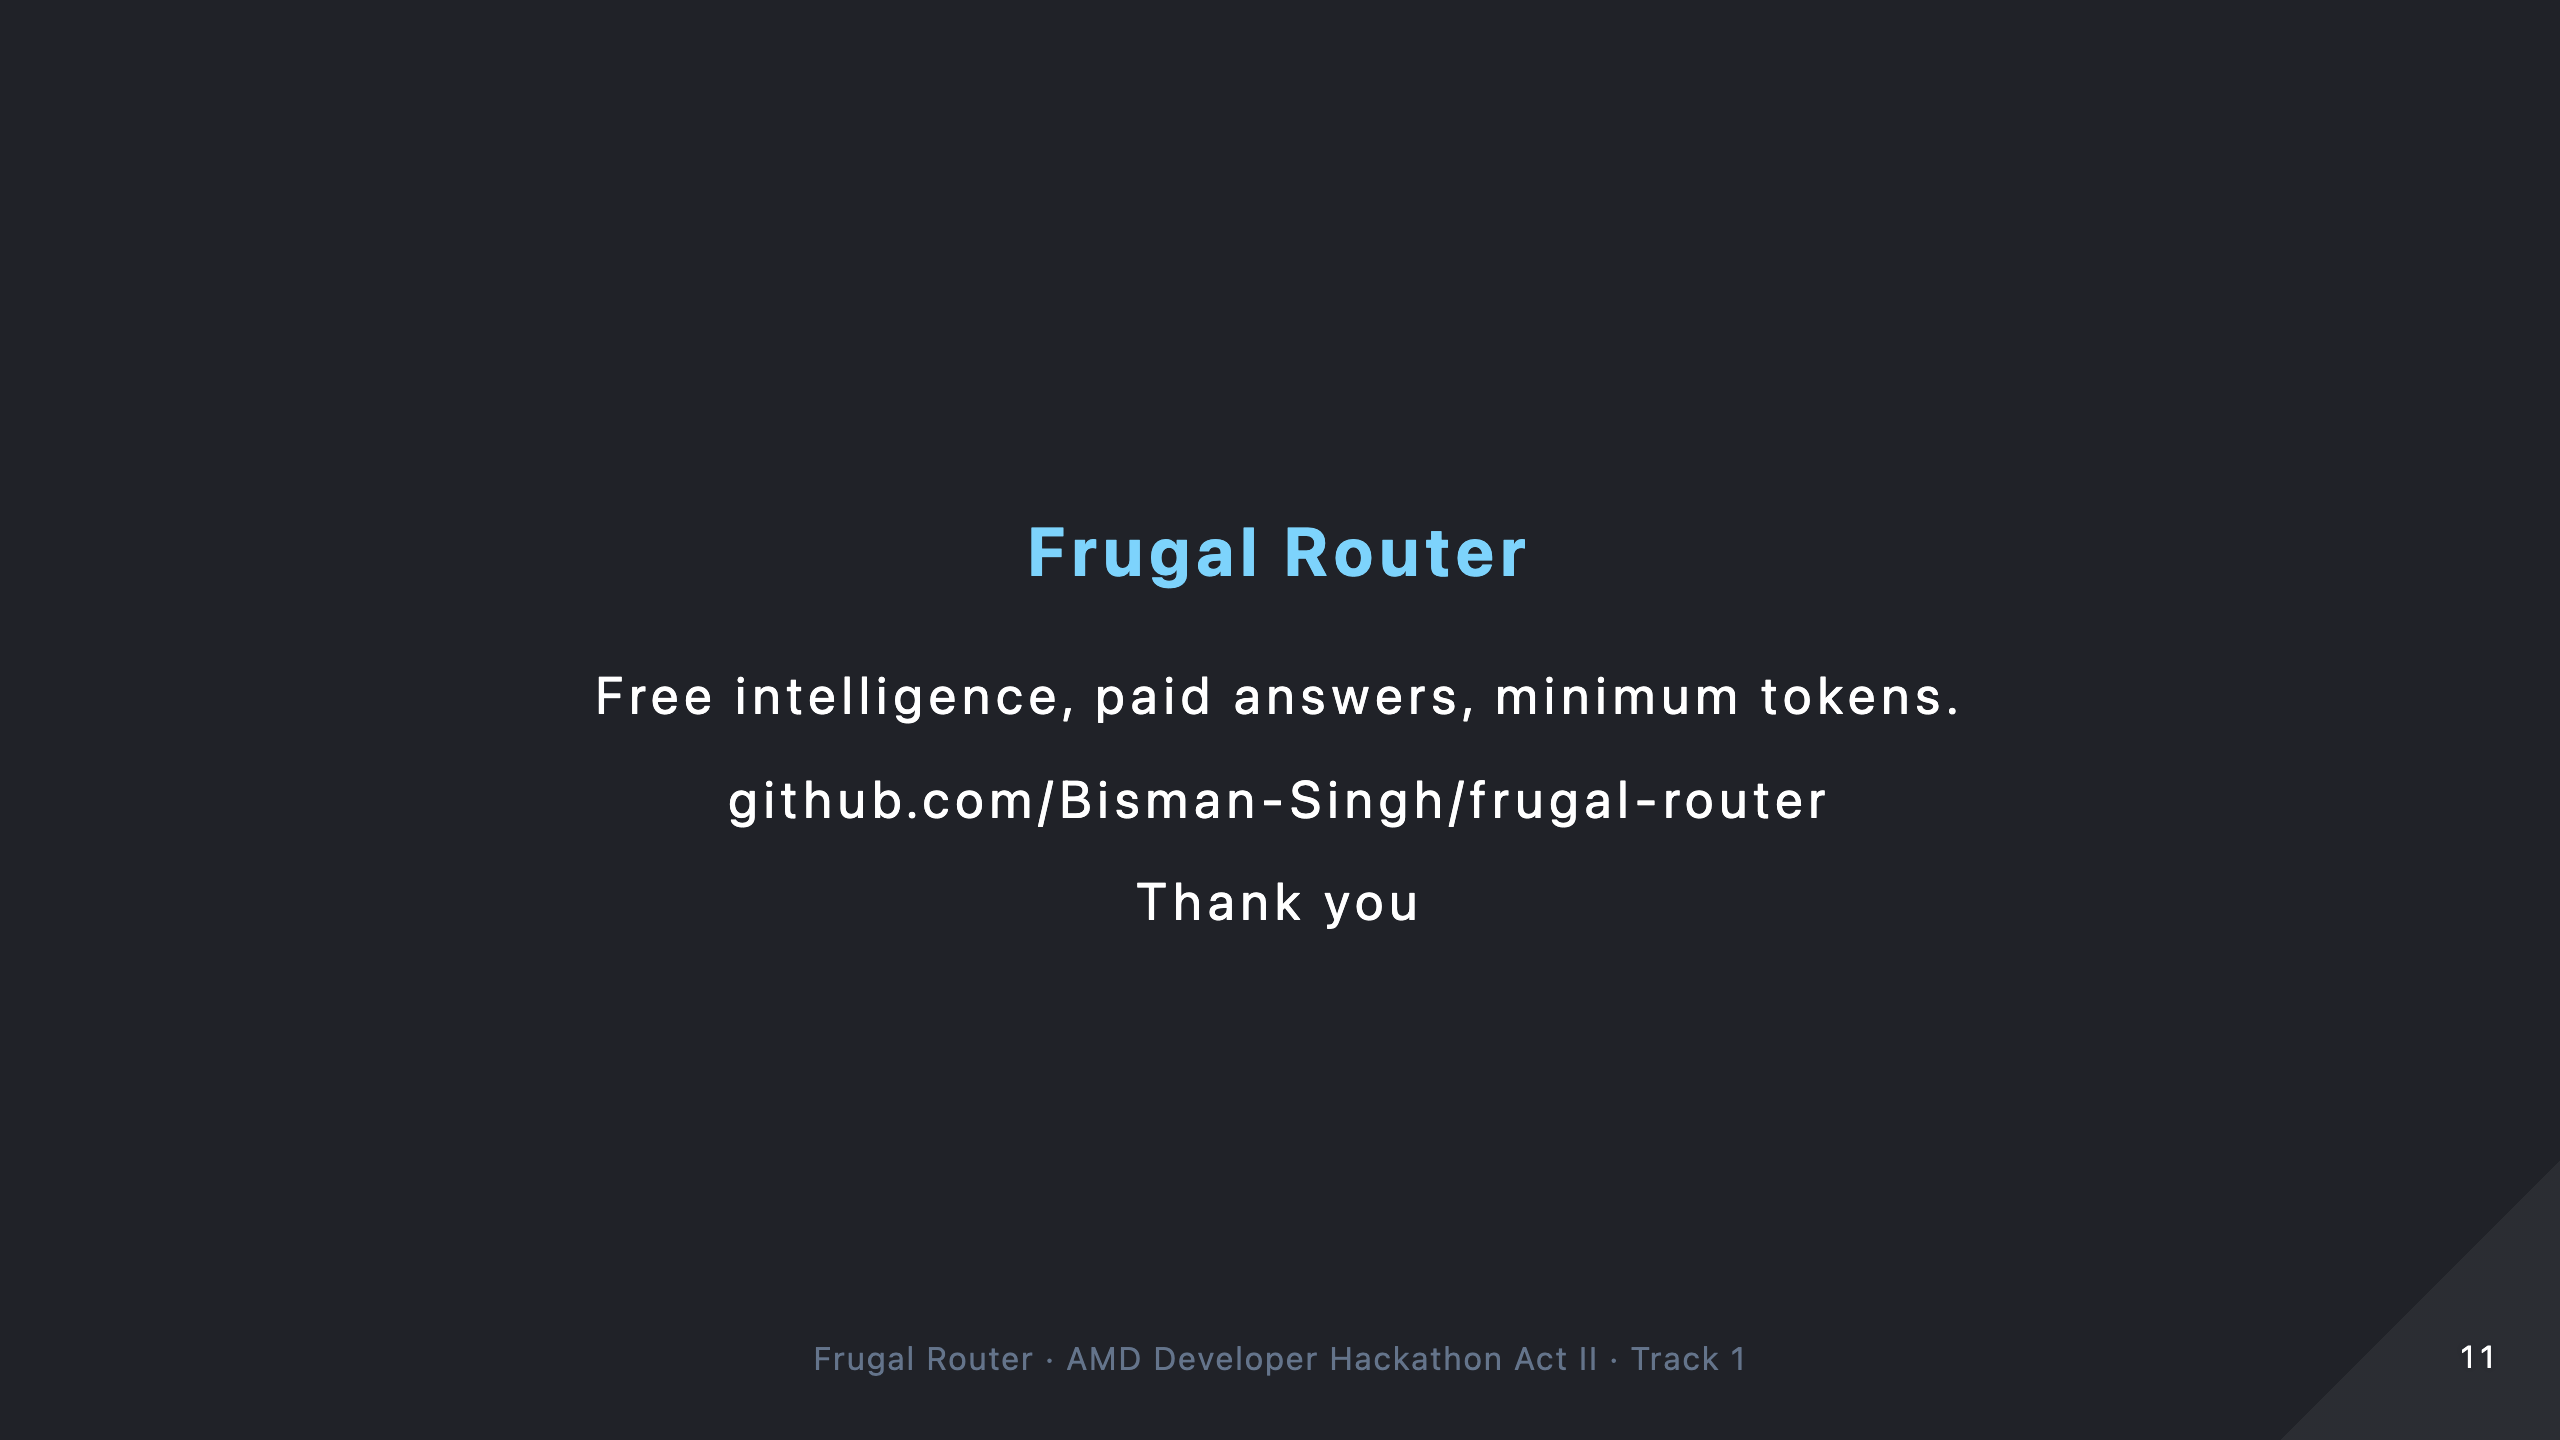 Frugal Router
Free intelligence, paid answers, minimum tokens.
github.com/Bisman-Singh/frugal-router
Thank you
Frugal Router · AMD Developer Hackathon Act II · Track 1
11